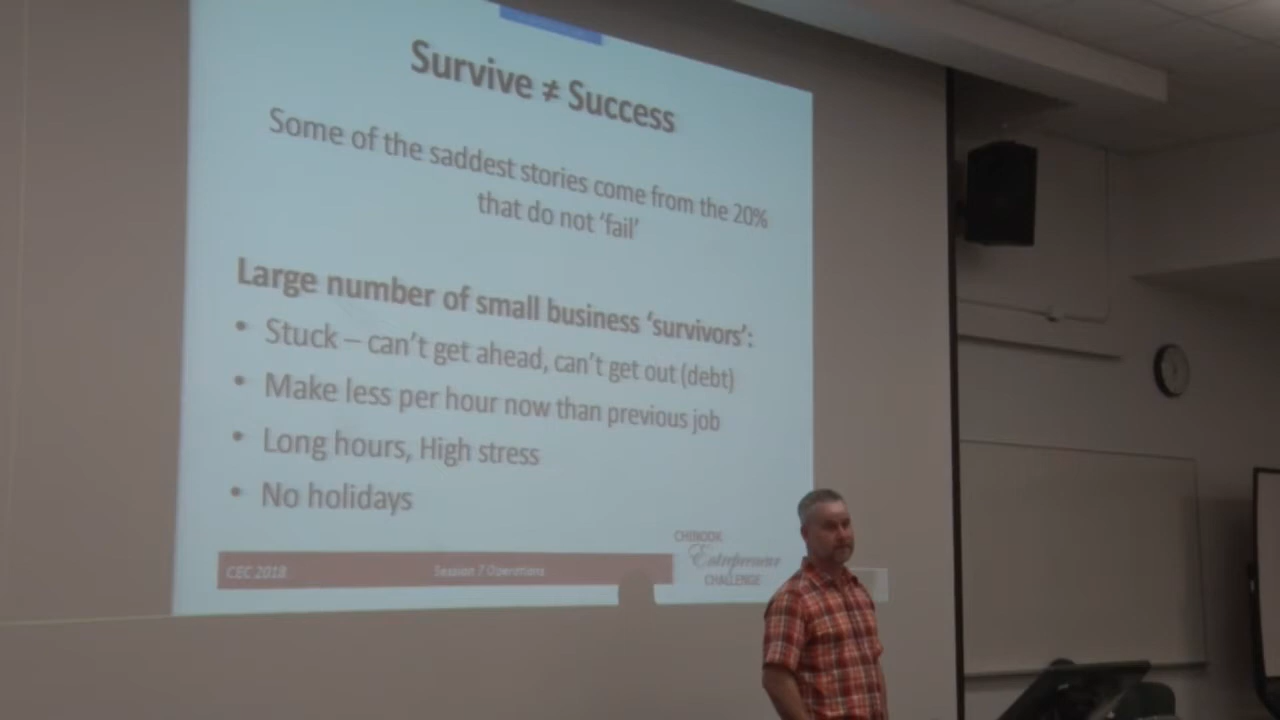 Survive ≠ Success
Some of the saddest stories come from the 20%
that do not ‘fail’
Large number of small business ‘survivors’:
• Stuck – can’t get ahead, can’t get out (debt)
• Make less per hour now than previous job
• Long hours, High stress
• No holidays
CEC 2018
Session 7 Operations
CHINOOK
Entrepreneur
CHALLENGE